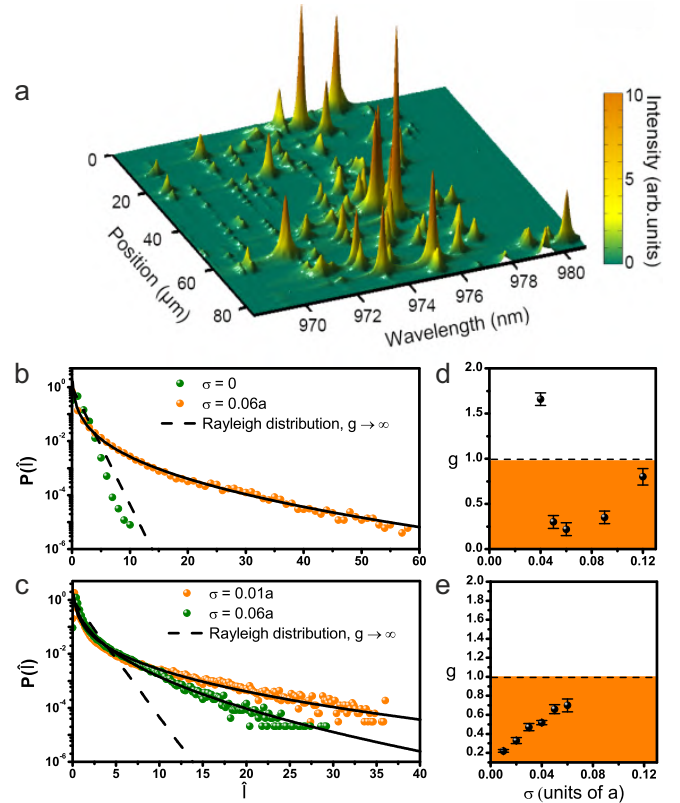 a
10
5
0
Intensity (arb.units)
0
20
40
60
80
Position (μm)
970
972
974
976
978
980
Wavelength (nm)
b
10⁰
10⁻²
10⁻⁴
10⁻⁶
P(Î)
σ = 0
σ = 0.06a
Rayleigh distribution, g → ∞
0 10 20 30 40 50 60
d
2.0
1.5
1.0
0.5
0.0
g
0.00 0.04 0.08 0.12
c
10⁰
10⁻²
10⁻⁴
10⁻⁶
P(Î)
σ = 0.01a
σ = 0.06a
Rayleigh distribution, g → ∞
0 5 10 15 20 25 30 35 40
Î
e
2.0
1.8
1.6
1.4
1.2
1.0
0.8
0.6
0.4
0.2
g
0.00 0.04 0.08 0.12
σ (units of a)